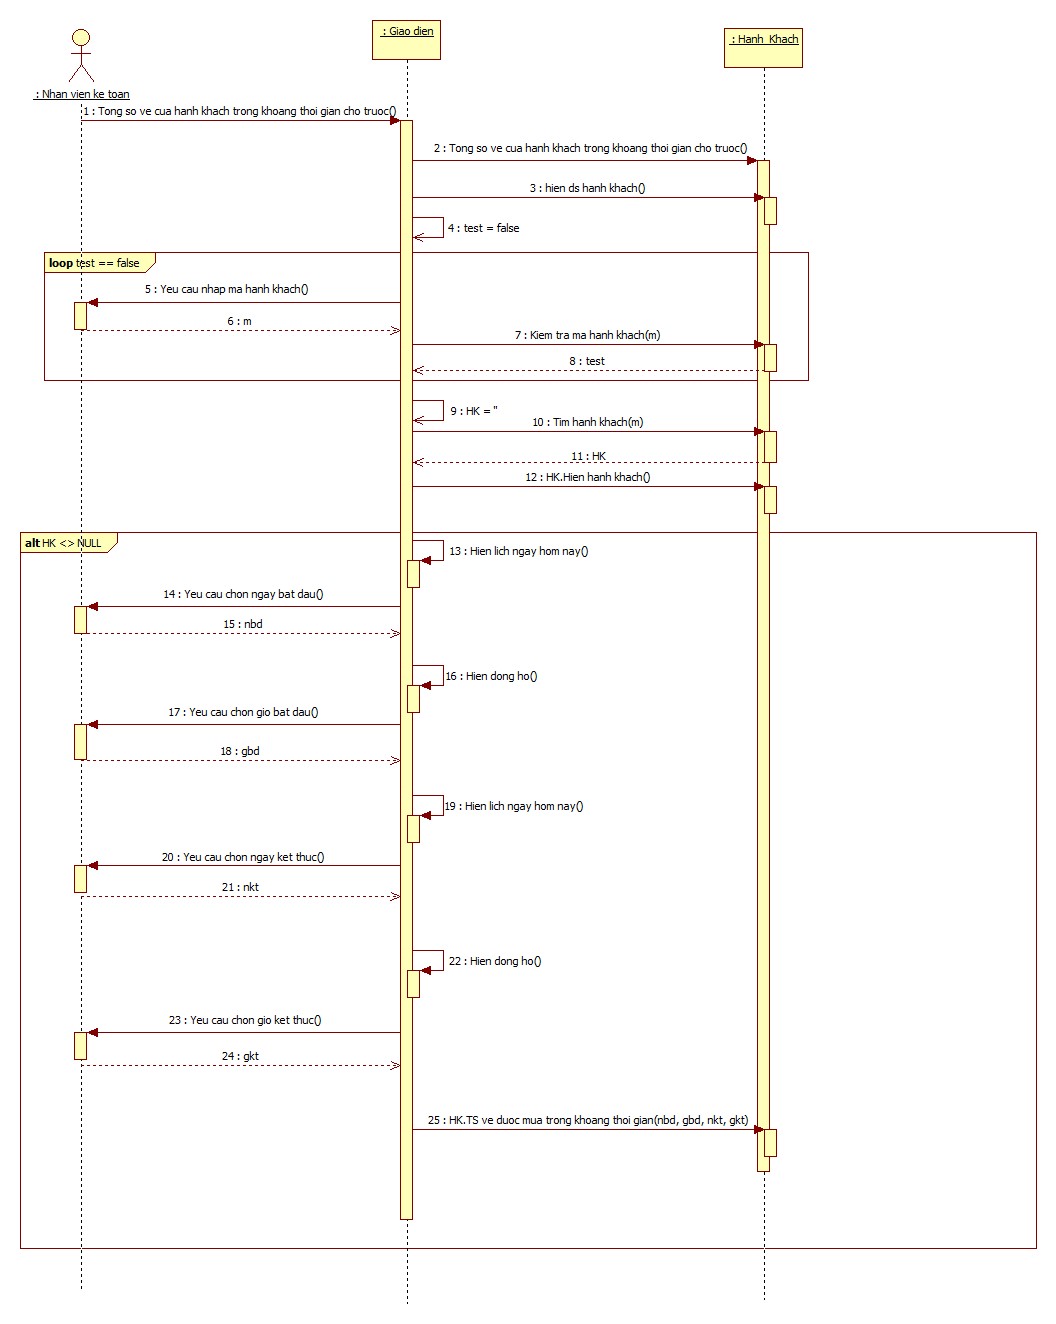 : Giao dien
: Hanh_Khach
: Nhan vien ke toan
1 : Tong so ve cua hanh khach trong khoang thoi gian cho truoc()
2 : Tong so ve cua hanh khach trong khoang thoi gian cho truoc()
3 : hien ds hanh khach()
4 : test = false
loop test == false
5 : Yeu cau nhap ma hanh khach()
6 : m
7 : Kiem tra ma hanh khach(m)
8 : test
9 : HK = "
10 : Tim hanh khach(m)
11 : HK
12 : HK.Hien hanh khach()
alt HK <> NULL
13 : Hien lich ngay hom nay()
14 : Yeu cau chon ngay bat dau()
15 : nbd
16 : Hien dong ho()
17 : Yeu cau chon gio bat dau()
18 : gbd
19 : Hien lich ngay hom nay()
20 : Yeu cau chon ngay ket thuc()
21 : nkt
22 : Hien dong ho()
23 : Yeu cau chon gio ket thuc()
24 : gkt
25 : HK.TS ve duoc mua trong khoang thoi gian(nbd, gbd, nkt, gkt)